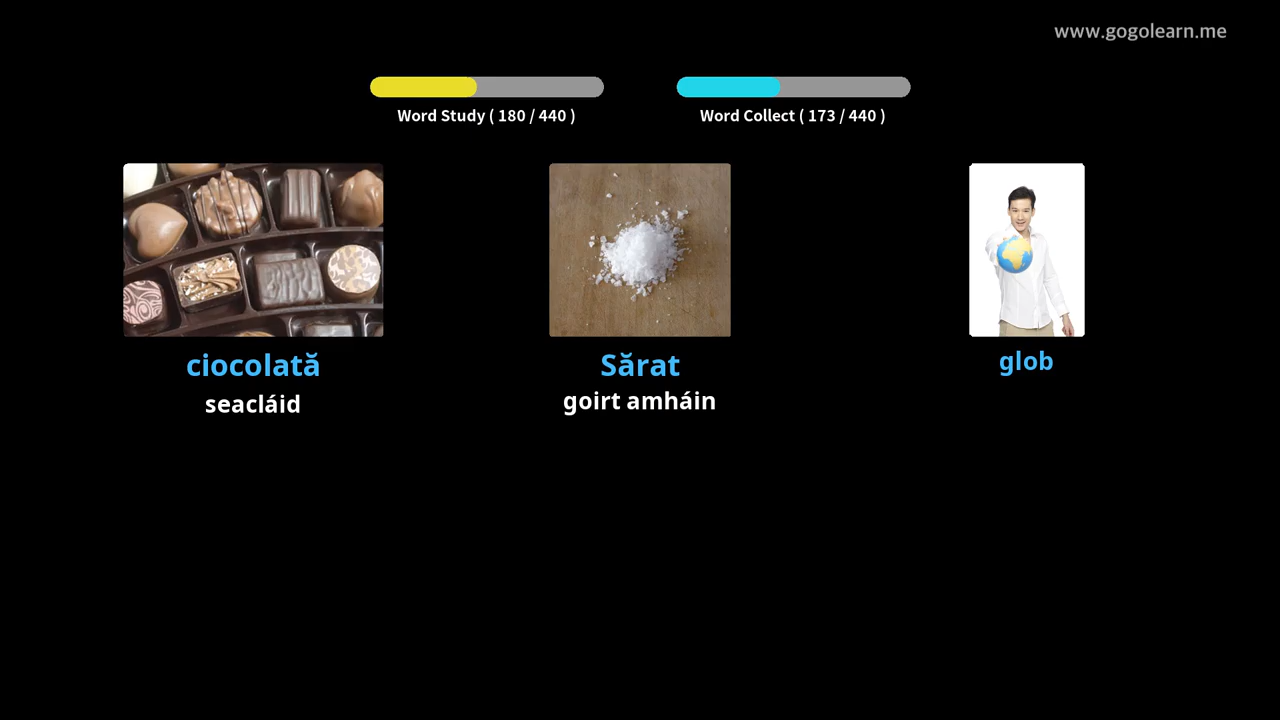 www.gogolearn.me
Word Study ( 180 / 440 )
Word Collect ( 173 / 440 )
ciocolată
seacláid
Sărat
goirt amháin
glob